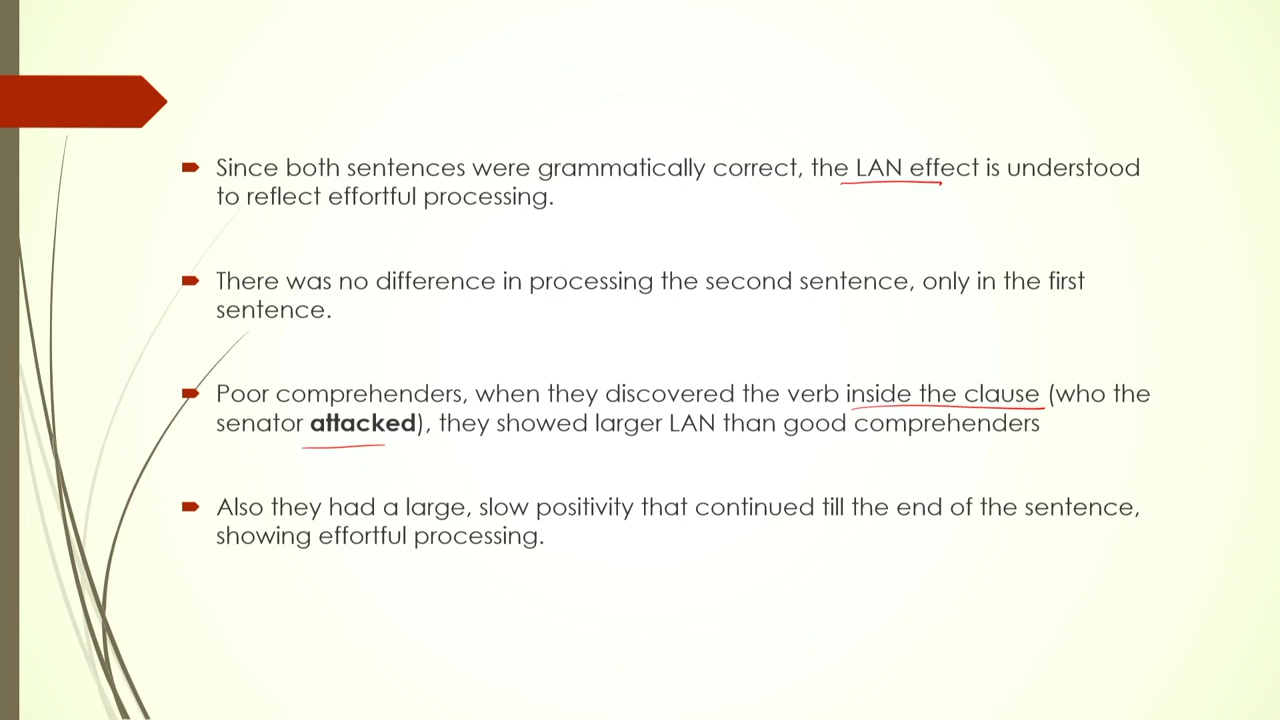 Since both sentences were grammatically correct, the LAN effect is understood
to reflect effortful processing.
There was no difference in processing the second sentence, only in the first
sentence.
Poor comprehenders, when they discovered the verb inside the clause (who the
senator attacked), they showed larger LAN than good comprehenders
Also they had a large, slow positivity that continued till the end of the sentence,
showing effortful processing.